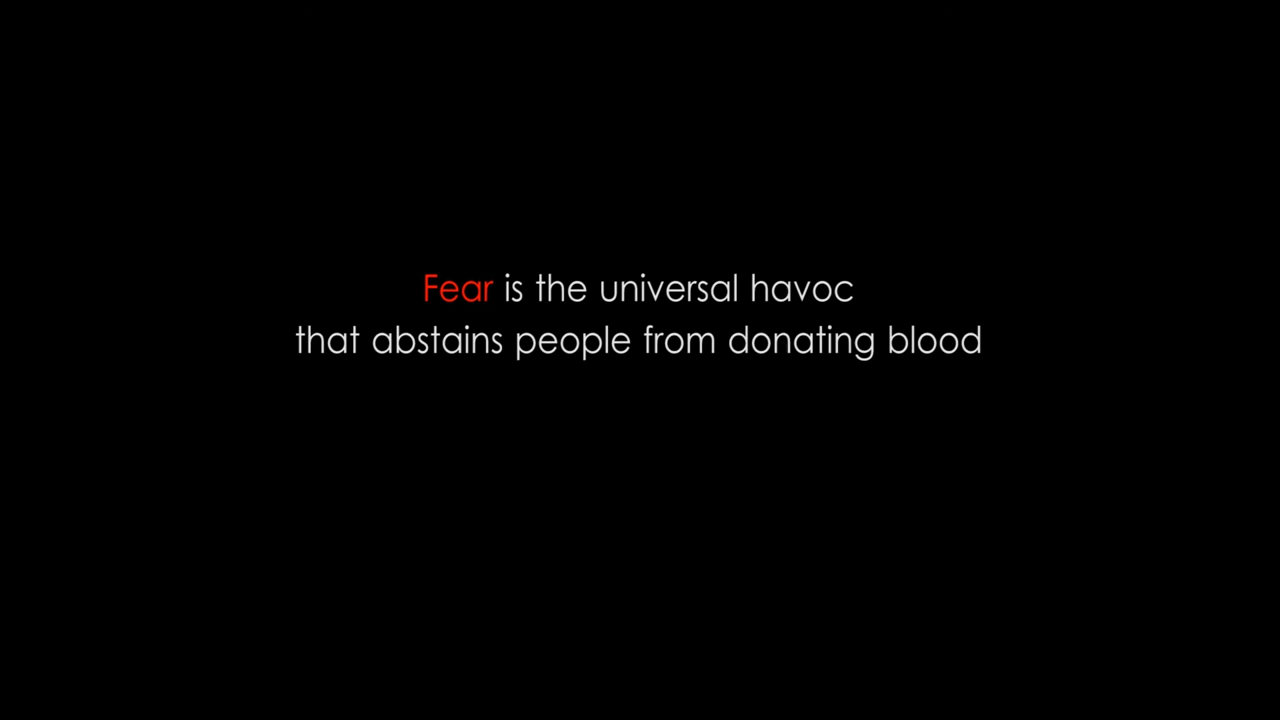 Fear is the universal havoc
that abstains people from donating blood